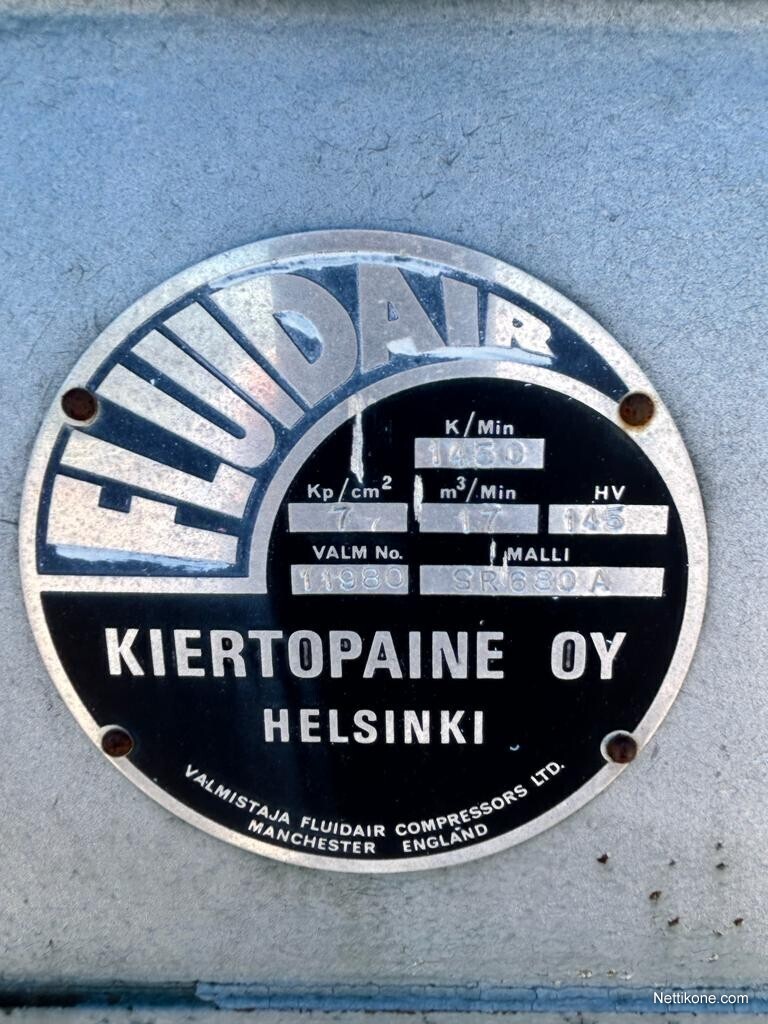 FLUIDAIR
K/Min
1450
Kp/cm² m³/Min HV
7 17 145
VALM No. MALLI
11980 SR680A
KIERTOPAINE OY
HELSINKI
VALMISTAJA FLUIDAIR COMPRESSORS LTD.
MANCHESTER ENGLAND
Nettikone.com